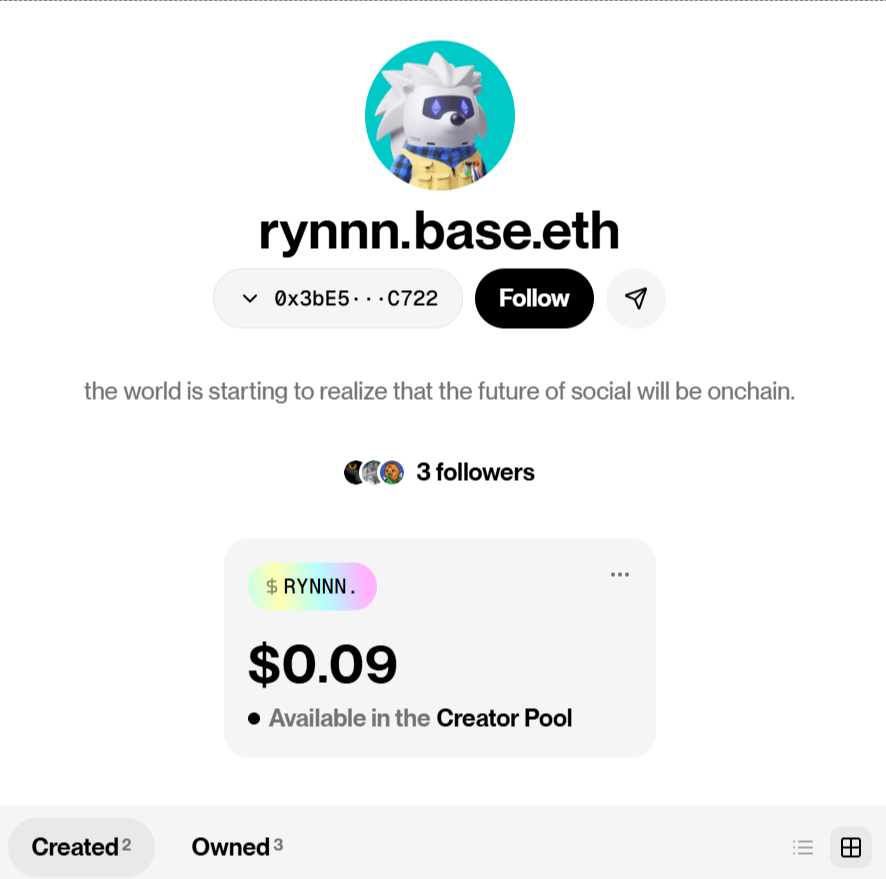 rynnn.base.eth
0x3bE5···C722
Follow
the world is starting to realize that the future of social will be onchain.
3 followers
$RYNNN.
$0.09
Available in the Creator Pool
Created 2
Owned 3